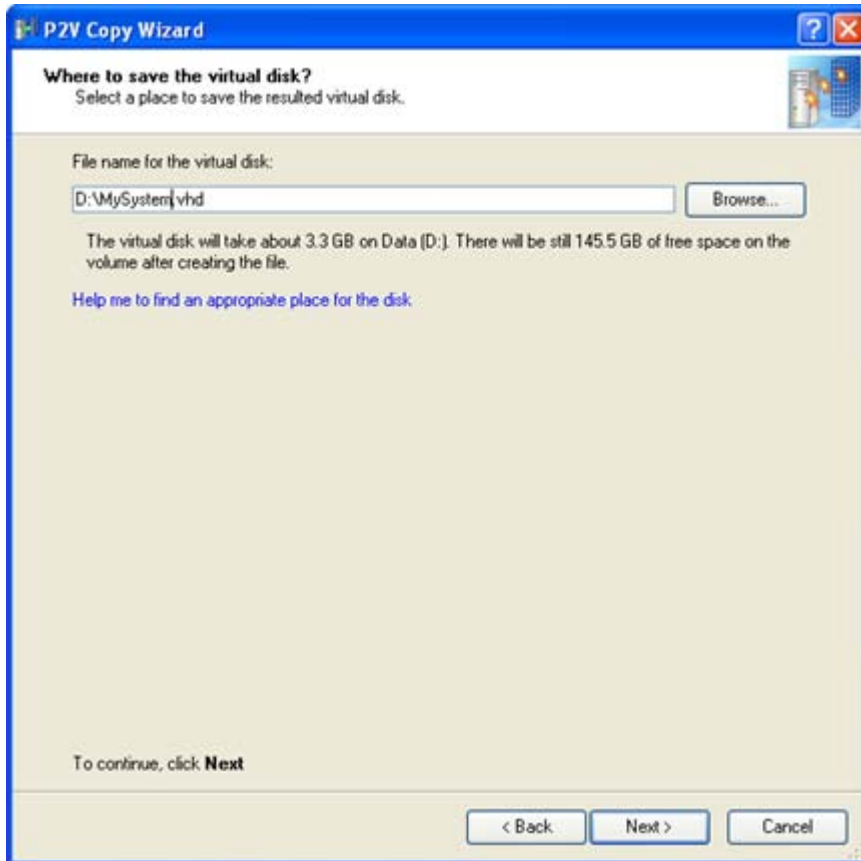 P2V Copy Wizard
Where to save the virtual disk?
Select a place to save the resulted virtual disk.
File name for the virtual disk:
D:\MySystem.vhd
Browse...
The virtual disk will take about 3.3 GB on Data (D:). There will be still 145.5 GB of free space on the
volume after creating the file.
Help me to find an appropriate place for the disk
To continue, click Next
< Back
Next >
Cancel